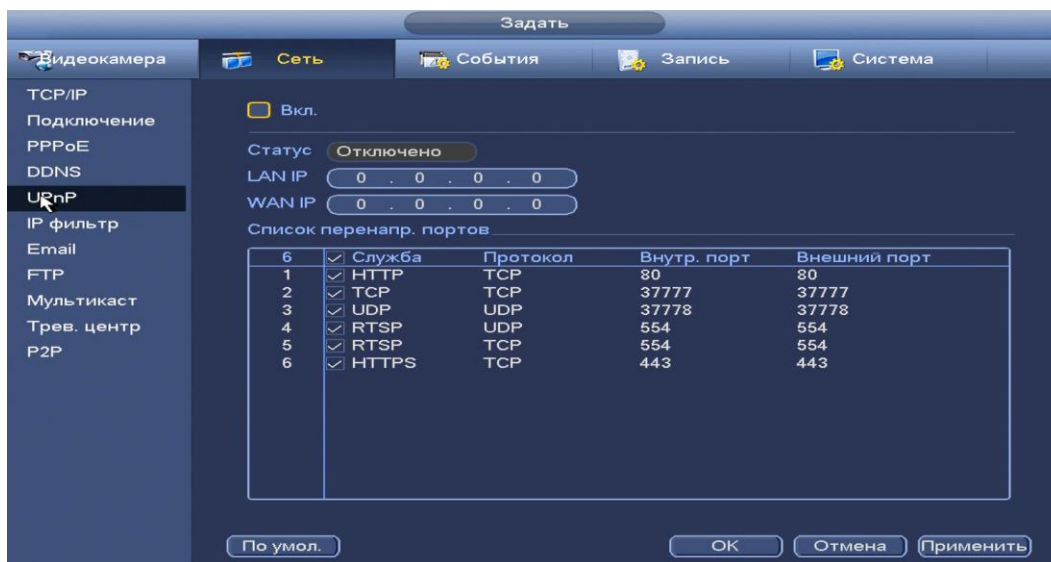 Задать
Видеокамера Сеть События Запись Система
TCP/IP
Подключение
PPPoE
DDNS
UPnP
IP фильтр
Email
FTP
Мультикаст
Трев. центр
P2P
Вкл.
Статус Отключено
LAN IP 0 . 0 . 0 . 0
WAN IP 0 . 0 . 0 . 0
Список перенапр. портов
6 Служба Протокол Внутр. порт Внешний порт
1 HTTP TCP 80 80
2 TCP TCP 37777 37777
3 UDP UDP 37778 37778
4 RTSP UDP 554 554
5 RTSP TCP 554 554
6 HTTPS TCP 443 443
По умол. OK Отмена Применить